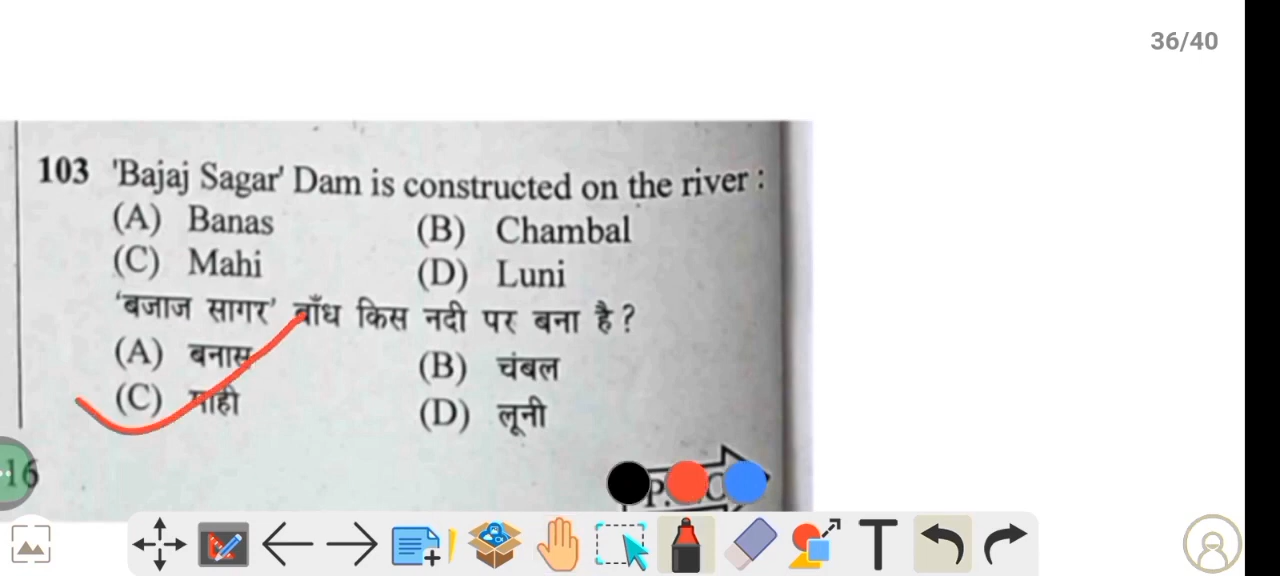 36/40
103 'Bajaj Sagar' Dam is constructed on the river :
(A) Banas (B) Chambal
(C) Mahi (D) Luni
'बजाज सागर' बाँध किस नदी पर बना है ?
(A) बनास (B) चंबल
(C) माही (D) लूनी
16
P.
T